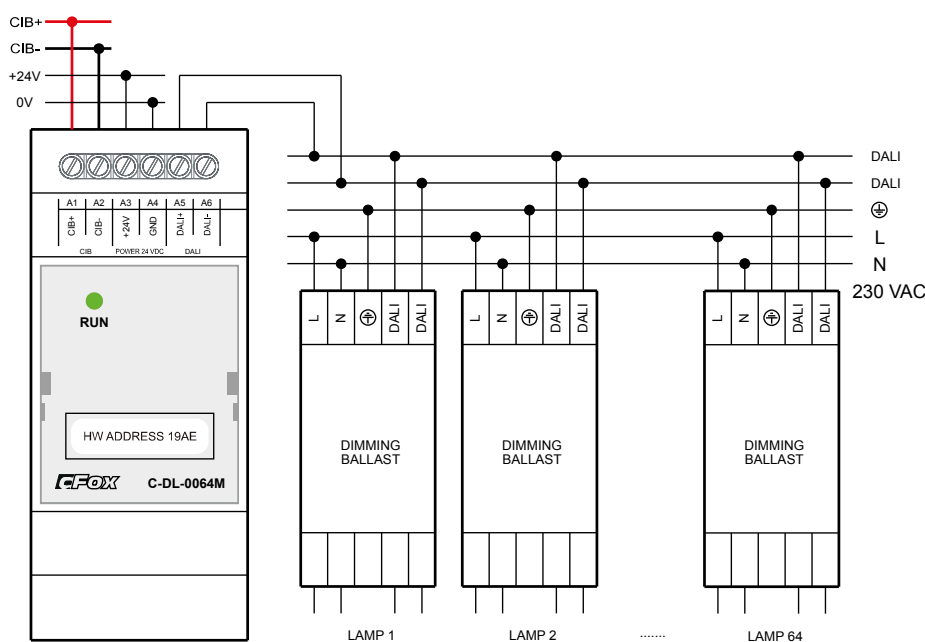 CIB+
CIB-
+24V
0V
A1 A2 A3 A4 A5 A6
CIB+ CIB- +24V GND DALI+ DALI-
CIB POWER 24 VDC DALI
RUN
HW ADDRESS 19AE
CFOX C-DL-0064M
DALI
DALI
L
N
230 VAC
L N DALI DALI
DIMMING
BALLAST
LAMP 1
L N DALI DALI
DIMMING
BALLAST
LAMP 2
.......
L N DALI DALI
DIMMING
BALLAST
LAMP 64